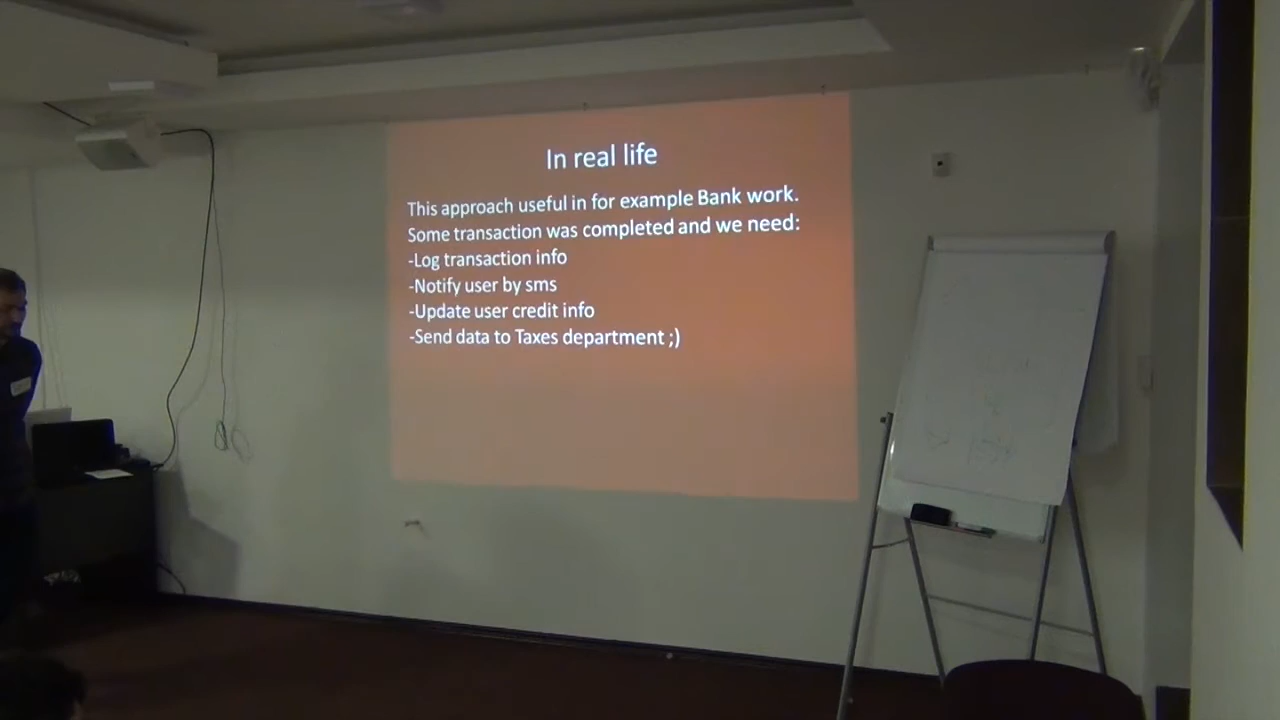 In real life
This approach useful in for example Bank work.
Some transaction was completed and we need:
-Log transaction info
-Notify user by sms
-Update user credit info
-Send data to Taxes department ;)